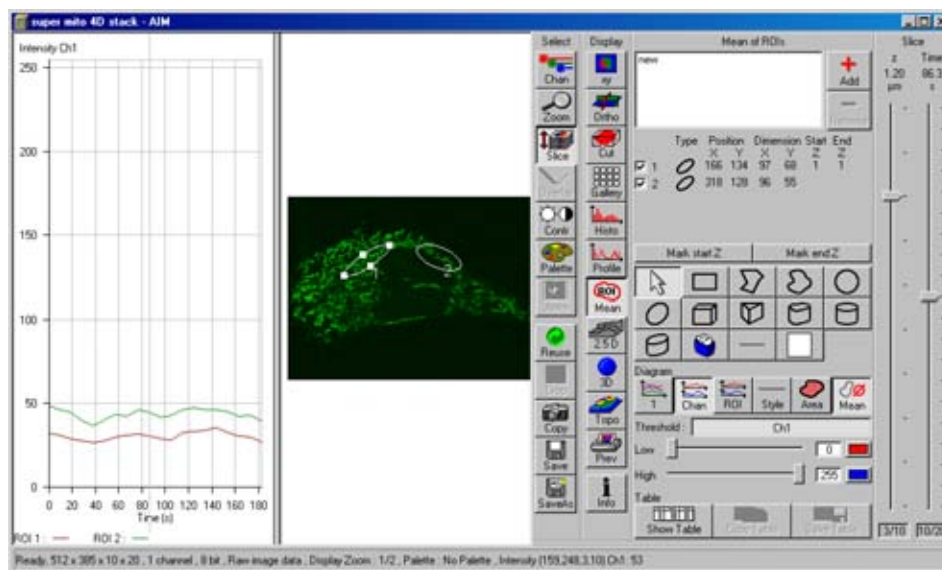 super mito 4D stack - AIM
Intensity Ch1
250
200
150
100
50
0
0 20 40 60 80 100 120 140 160 180
Time (s)
ROI 1 :
ROI 2 :
1
2
Select
Chan
Zoom
Slice
Contr
Palette
Reuse
Copy
Save
SaveAs
Display
xy
Ortho
Cut
Gallery
Histo
Profile
ROI
Mean
2.5 D
3D
Topo
Prev
Info
Mean of ROIs
new
Add
Type Position Dimension Start End
X Y X Y Z Z
1 166 134 97 68 1 1
2 318 128 96 55
Mark start Z
Mark end Z
Diagram
1
Chan
ROI
Style
Area
Mean
Threshold :
Ch1
Low
0
High
255
Table
Show Table
Slice
z Time
1.20 86.3
µm s
3/10
10/20
Ready. 512 x 385 x 10 x 20 , 1 channel , 8 bit , Raw image data , Display Zoom : 1/2 , Palette : No Palette , Intensity (159,248,3,10) Ch1: 53